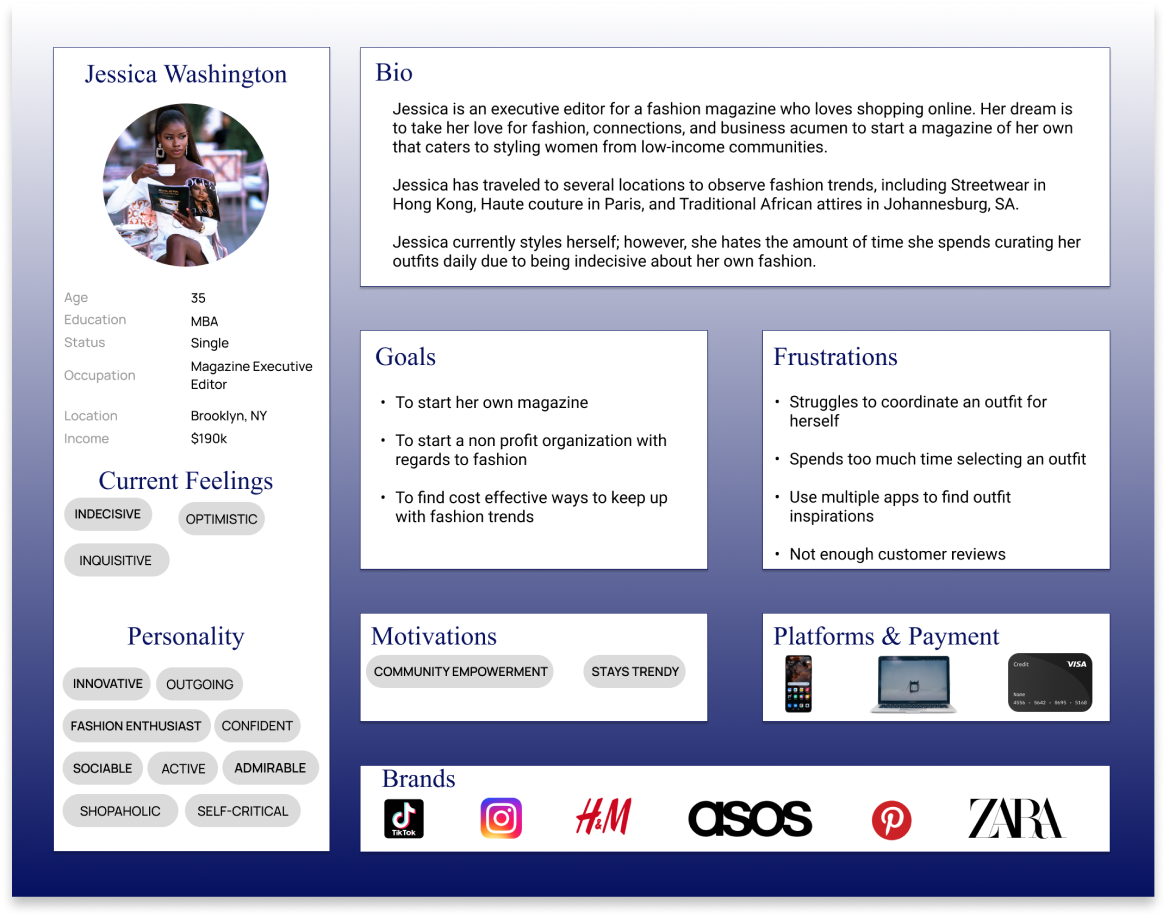 Jessica Washington
Age 35
Education MBA
Status Single
Occupation Magazine Executive
Editor
Location Brooklyn, NY
Income $190k
Current Feelings
INDECISIVE OPTIMISTIC
INQUISITIVE
Personality
INNOVATIVE OUTGOING
FASHION ENTHUSIAST CONFIDENT
SOCIABLE ACTIVE ADMIRABLE
SHOPAHOLIC SELF-CRITICAL
Bio
Jessica is an executive editor for a fashion magazine who loves shopping online. Her dream is
to take her love for fashion, connections, and business acumen to start a magazine of her own
that caters to styling women from low-income communities.
Jessica has traveled to several locations to observe fashion trends, including Streetwear in
Hong Kong, Haute couture in Paris, and Traditional African attires in Johannesburg, SA.
Jessica currently styles herself; however, she hates the amount of time she spends curating her
outfits daily due to being indecisive about her own fashion.
Goals
• To start her own magazine
• To start a non profit organization with
regards to fashion
• To find cost effective ways to keep up
with fashion trends
Frustrations
• Struggles to coordinate an outfit for
herself
• Spends too much time selecting an outfit
• Use multiple apps to find outfit
inspirations
• Not enough customer reviews
Motivations
COMMUNITY EMPOWERMENT STAYS TRENDY
Platforms & Payment
Credit VISA
Name
4556 - 5642 - 0695 - 5168
Brands
TikTok
H&M
asos
ZARA